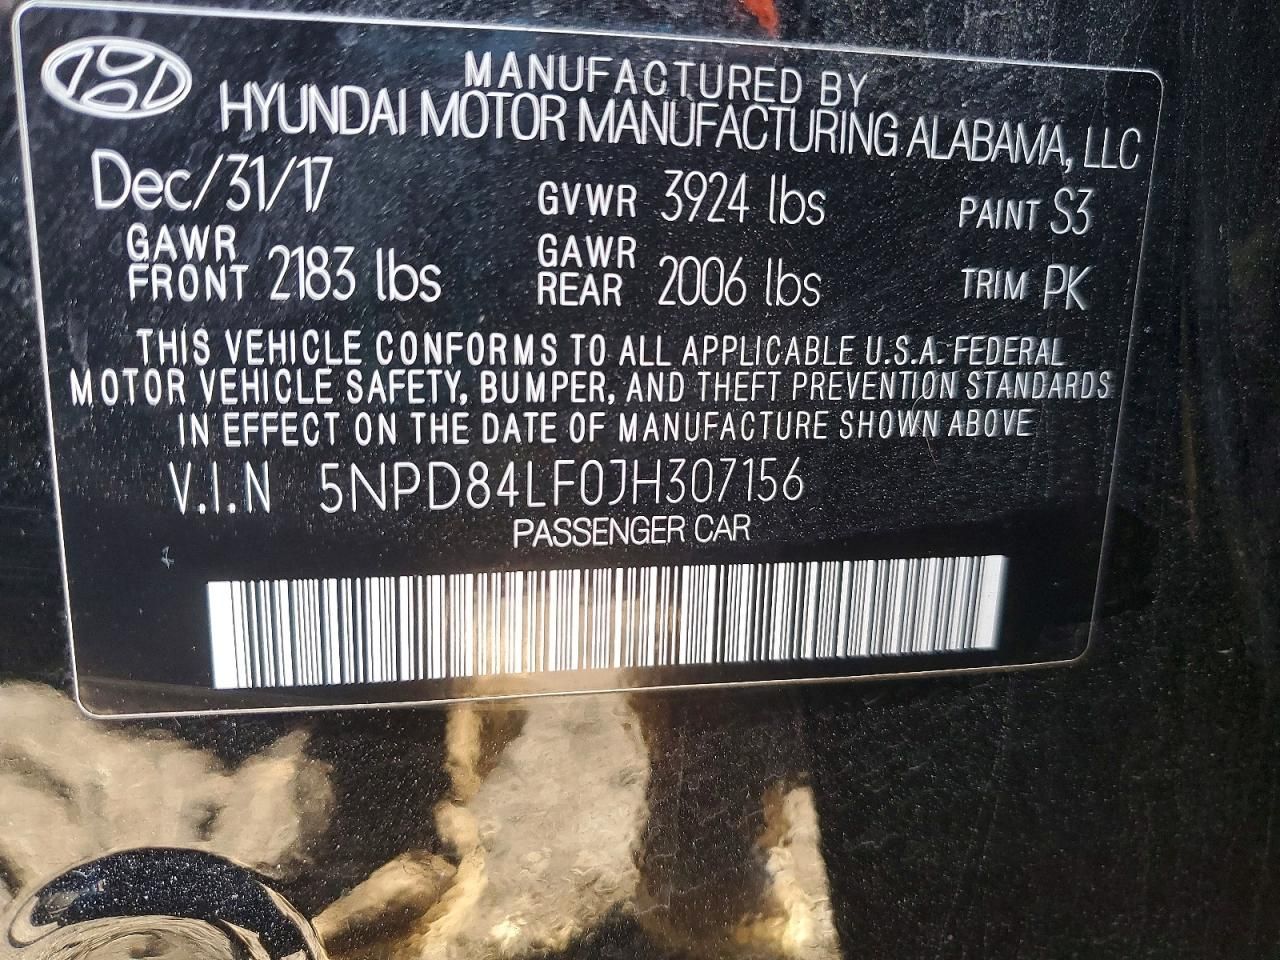 MANUFACTURED BY
HYUNDAI MOTOR MANUFACTURING ALABAMA, LLC
Dec/31/17 GVWR 3924 lbs PAINT S3
GAWR FRONT 2183 lbs GAWR REAR 2006 lbs TRIM PK
THIS VEHICLE CONFORMS TO ALL APPLICABLE U.S.A. FEDERAL
MOTOR VEHICLE SAFETY, BUMPER, AND THEFT PREVENTION STANDARDS
IN EFFECT ON THE DATE OF MANUFACTURE SHOWN ABOVE
V.I.N 5NPD84LF0JH307156
PASSENGER CAR